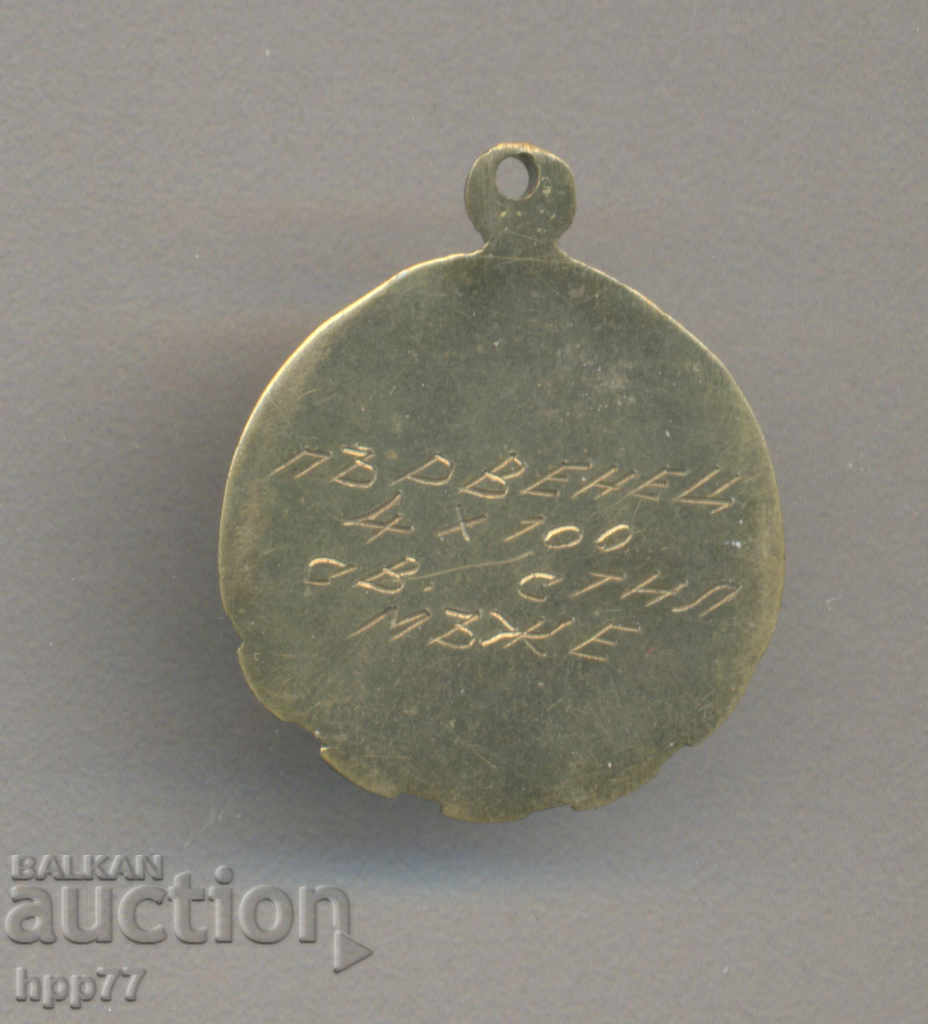 ПЪРВЕНЕЦ
4 X 100
СВ. СТИЛ
МЪЖЕ
BALKAN
auction
hpp77